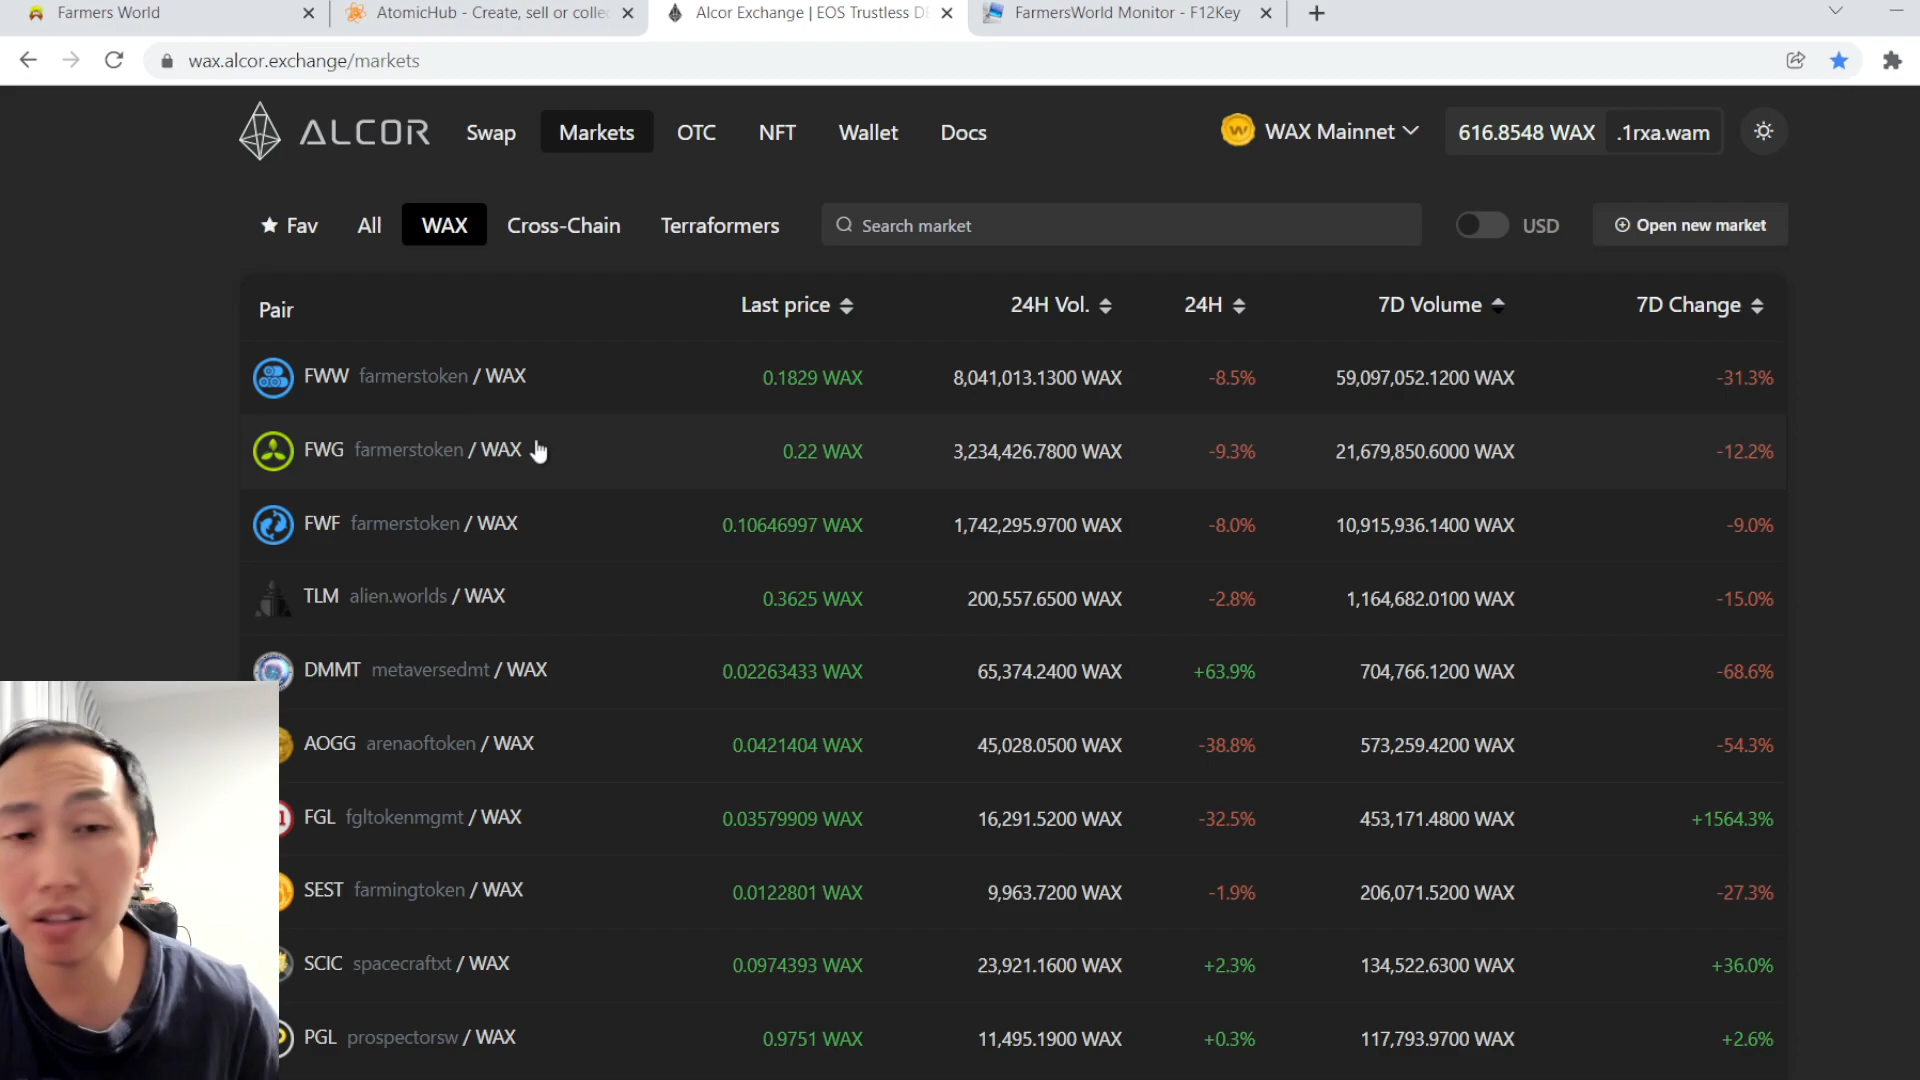 Farmers World
AtomicHub - Create, sell or colle
Alcor Exchange | EOS Trustless DE
FarmersWorld Monitor - F12Key
wax.alcor.exchange/markets
ALCOR Swap Markets OTC NFT Wallet Docs WAX Mainnet 616.8548 WAX .1rxa.wam
Fav All WAX Cross-Chain Terraformers Search market USD Open new market
Pair Last price 24H Vol. 24H 7D Volume 7D Change
FWW farmerstoken / WAX 0.1829 WAX 8,041,013.1300 WAX -8.5% 59,097,052.1200 WAX -31.3%
FWG farmerstoken / WAX 0.22 WAX 3,234,426.7800 WAX -9.3% 21,679,850.6000 WAX -12.2%
FWF farmerstoken / WAX 0.10646997 WAX 1,742,295.9700 WAX -8.0% 10,915,936.1400 WAX -9.0%
TLM alien.worlds / WAX 0.3625 WAX 200,557.6500 WAX -2.8% 1,164,682.0100 WAX -15.0%
DMMT metaversedmt / WAX 0.02263433 WAX 65,374.2400 WAX +63.9% 704,766.1200 WAX -68.6%
AOGG arenaoftoken / WAX 0.0421404 WAX 45,028.0500 WAX -38.8% 573,259.4200 WAX -54.3%
FGL fgltokenmgmt / WAX 0.03579909 WAX 16,291.5200 WAX -32.5% 453,171.4800 WAX +1564.3%
SEST farmingtoken / WAX 0.0122801 WAX 9,963.7200 WAX -1.9% 206,071.5200 WAX -27.3%
SCIC spacecraftxt / WAX 0.0974393 WAX 23,921.1600 WAX +2.3% 134,522.6300 WAX +36.0%
PGL prospectorsw / WAX 0.9751 WAX 11,495.1900 WAX +0.3% 117,793.9700 WAX +2.6%